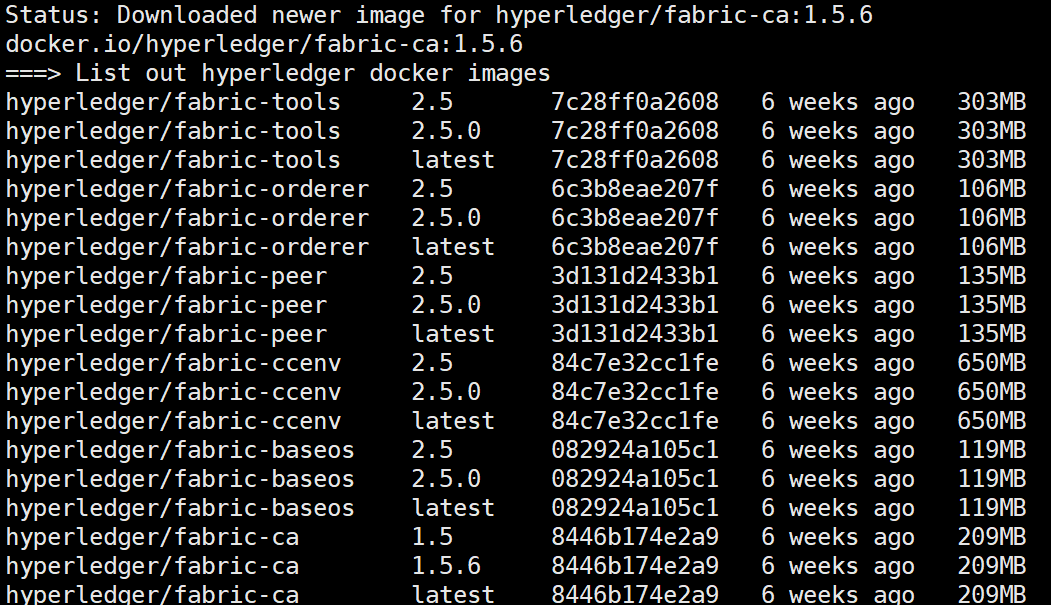 Status: Downloaded newer image for hyperledger/fabric-ca:1.5.6
docker.io/hyperledger/fabric-ca:1.5.6
===> List out hyperledger docker images
hyperledger/fabric-tools     2.5       7c28ff0a2608   6 weeks ago   303MB
hyperledger/fabric-tools     2.5.0     7c28ff0a2608   6 weeks ago   303MB
hyperledger/fabric-tools     latest    7c28ff0a2608   6 weeks ago   303MB
hyperledger/fabric-orderer   2.5       6c3b8eae207f   6 weeks ago   106MB
hyperledger/fabric-orderer   2.5.0     6c3b8eae207f   6 weeks ago   106MB
hyperledger/fabric-orderer   latest    6c3b8eae207f   6 weeks ago   106MB
hyperledger/fabric-peer      2.5       3d131d2433b1   6 weeks ago   135MB
hyperledger/fabric-peer      2.5.0     3d131d2433b1   6 weeks ago   135MB
hyperledger/fabric-peer      latest    3d131d2433b1   6 weeks ago   135MB
hyperledger/fabric-ccenv     2.5       84c7e32cc1fe   6 weeks ago   650MB
hyperledger/fabric-ccenv     2.5.0     84c7e32cc1fe   6 weeks ago   650MB
hyperledger/fabric-ccenv     latest    84c7e32cc1fe   6 weeks ago   650MB
hyperledger/fabric-baseos    2.5       082924a105c1   6 weeks ago   119MB
hyperledger/fabric-baseos    2.5.0     082924a105c1   6 weeks ago   119MB
hyperledger/fabric-baseos    latest    082924a105c1   6 weeks ago   119MB
hyperledger/fabric-ca        1.5       8446b174e2a9   6 weeks ago   209MB
hyperledger/fabric-ca        1.5.6     8446b174e2a9   6 weeks ago   209MB
hyperledger/fabric-ca        latest    8446b174e2a9   6 weeks ago   209MB